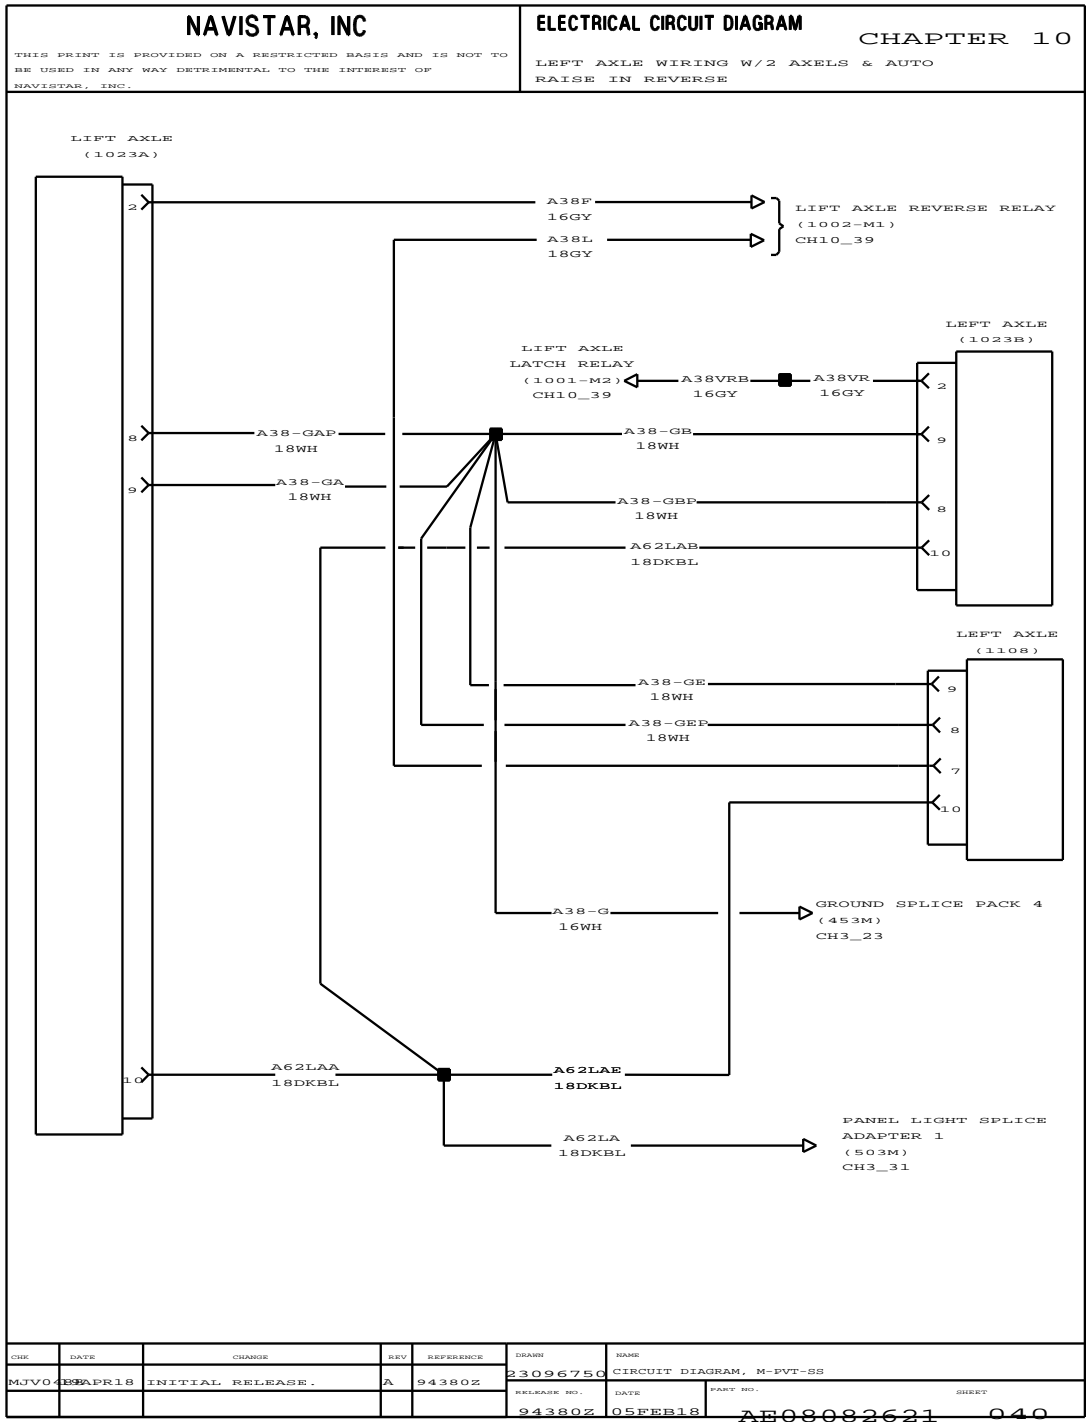 NAVISTAR, INC
THIS PRINT IS PROVIDED ON A RESTRICTED BASIS AND IS NOT TO
BE USED IN ANY WAY DETRIMENTAL TO THE INTEREST OF
NAVISTAR, INC.
ELECTRICAL CIRCUIT DIAGRAM
CHAPTER 10
LEFT AXLE WIRING W/2 AXELS & AUTO
RAISE IN REVERSE
LIFT AXLE
(1023A)
2
A38F
16GY
A38L
18GY
LIFT AXLE REVERSE RELAY
(1002-M1)
CH10_39
LEFT AXLE
(1023B)
LIFT AXLE
LATCH RELAY
(1001-M2)
CH10_39
A38VRB
16GY
A38VR
16GY
2
8
A38-GAP
18WH
A38-GB
18WH
9
9
A38-GA
18WH
A38-GBP
18WH
8
A62LAB
18DKBL
10
LEFT AXLE
(1108)
A38-GE
18WH
9
A38-GEP
18WH
8
7
10
A38-G
16WH
GROUND SPLICE PACK 4
(453M)
CH3_23
10
A62LAA
18DKBL
A62LAE
18DKBL
A62LA
18DKBL
PANEL LIGHT SPLICE
ADAPTER 1
(503M)
CH3_31
CHK DATE CHANGE REV REFERENCE
APR18 INITIAL RELEASE. A 94380Z
DRAWN
23096750
NAME
CIRCUIT DIAGRAM, M-PVT-SS
RELEASE NO.
94380Z
DATE
05FEB18
PART NO.
AE08082621
SHEET
040